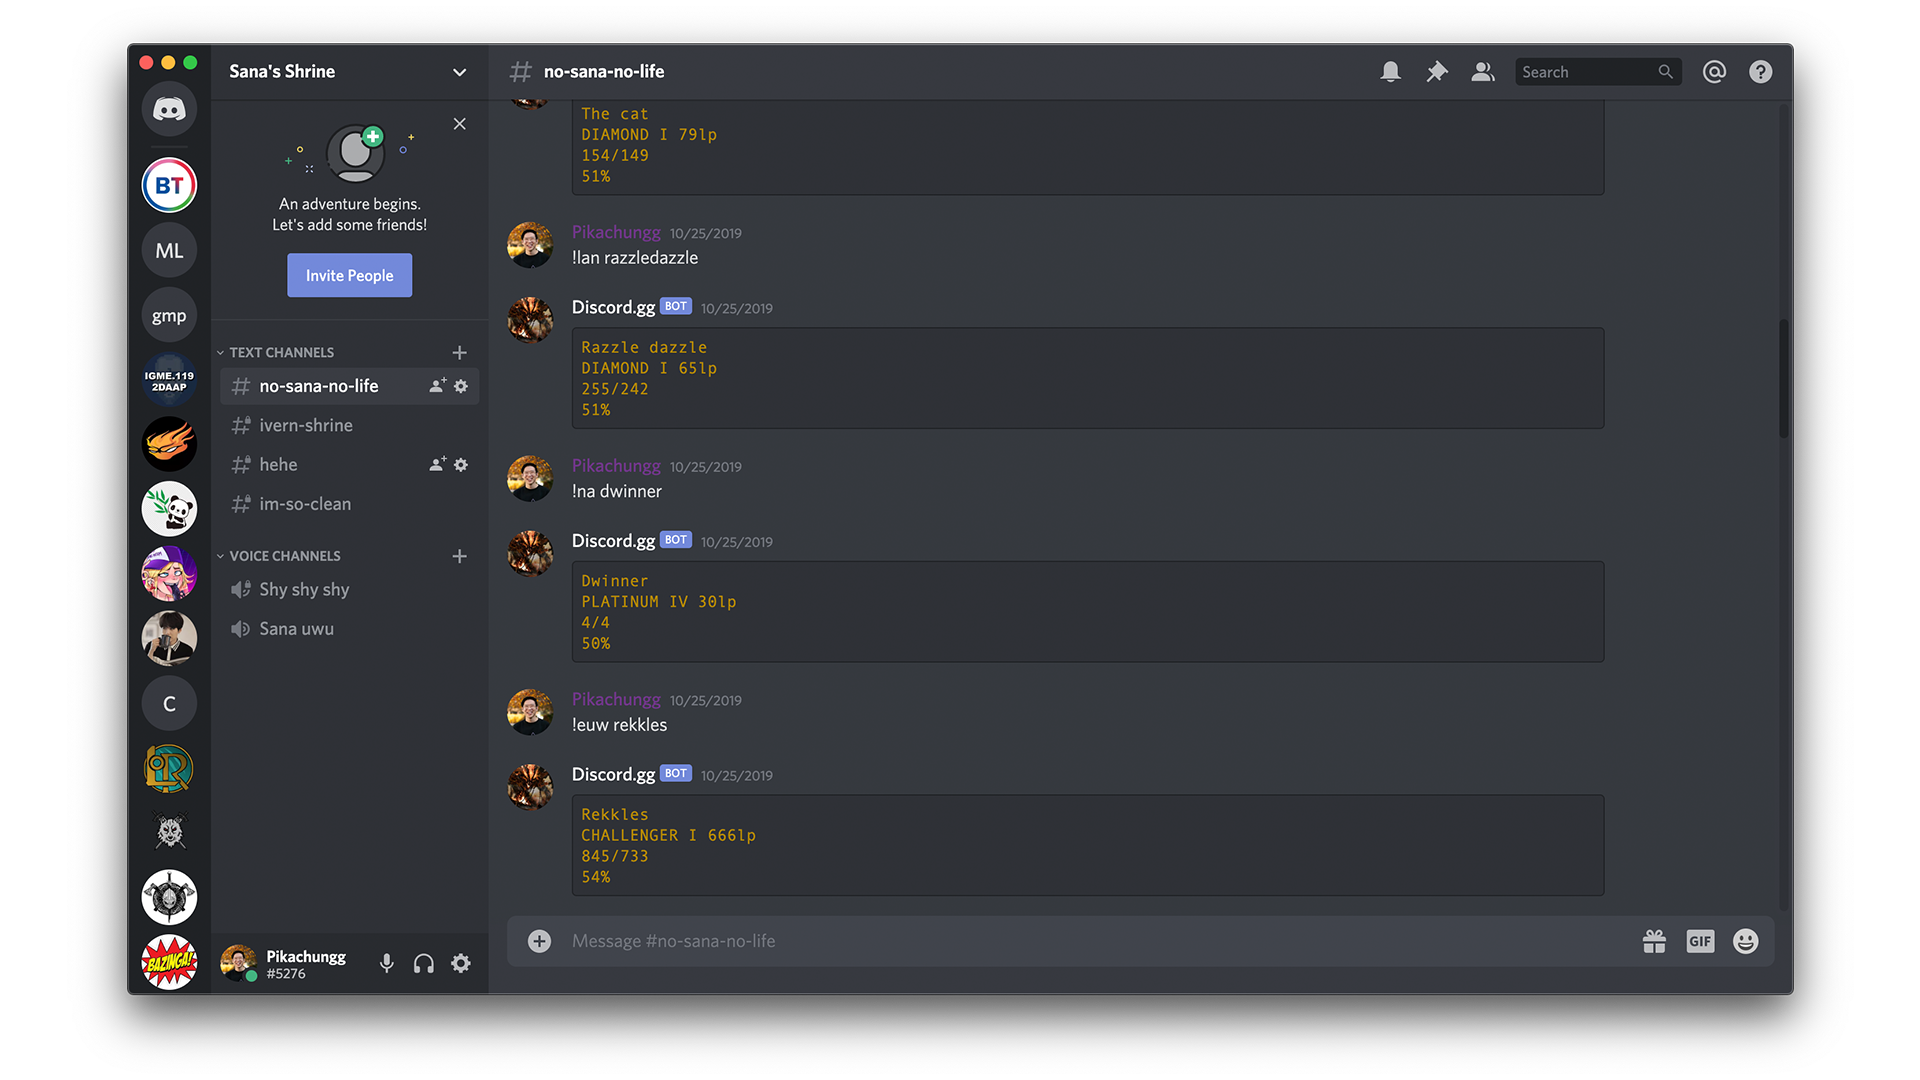 Sana's Shrine
no-sana-no-life
Search
BT
ML
gmp
IGME.119
2DAAP
C
BAZINGA!
An adventure begins.
Let's add some friends!
Invite People
TEXT CHANNELS
no-sana-no-life
ivern-shrine
hehe
im-so-clean
VOICE CHANNELS
Shy shy shy
Sana uwu
Pikachungg
#5276
The cat
DIAMOND I 79lp
154/149
51%
Pikachungg 10/25/2019
!lan razzledazzle
Discord.gg BOT 10/25/2019
Razzle dazzle
DIAMOND I 65lp
255/242
51%
Pikachungg 10/25/2019
!na dwinner
Discord.gg BOT 10/25/2019
Dwinner
PLATINUM IV 30lp
4/4
50%
Pikachungg 10/25/2019
!euw rekkles
Discord.gg BOT 10/25/2019
Rekkles
CHALLENGER I 666lp
845/733
54%
Message #no-sana-no-life
GIF